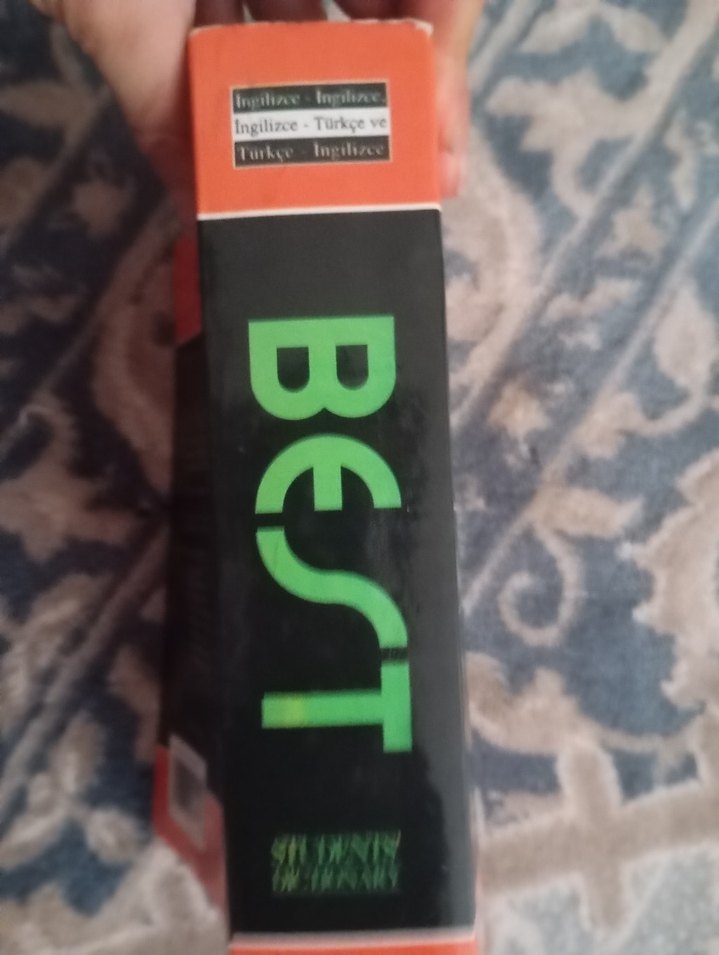 İngilizce - İngilizce,
İngilizce - Türkçe ve
Türkçe - İngilizce
BEST
STUDENTS'
DICTIONARY